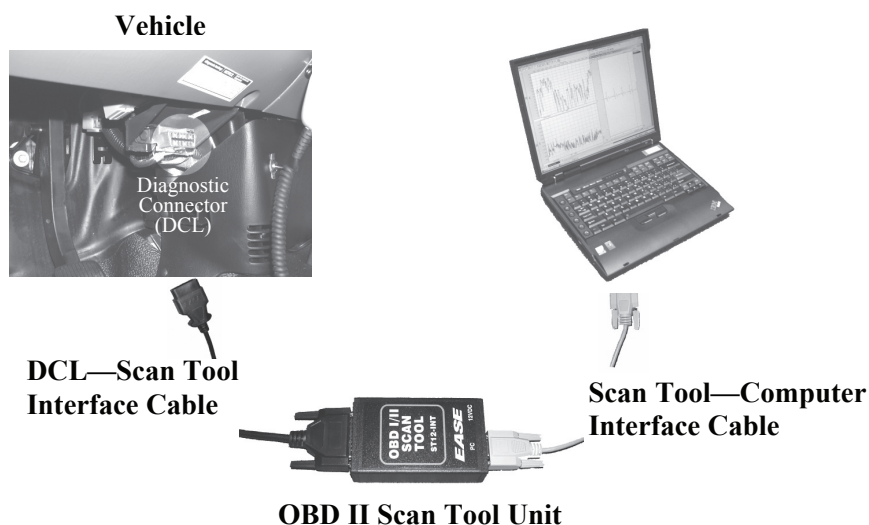 Vehicle
Diagnostic
Connector
(DCL)
DCL—Scan Tool
Interface Cable
Scan Tool—Computer
Interface Cable
OBD I/II
SCAN
TOOL
ST12-INT
EASE
PC 12VDC
OBD II Scan Tool Unit